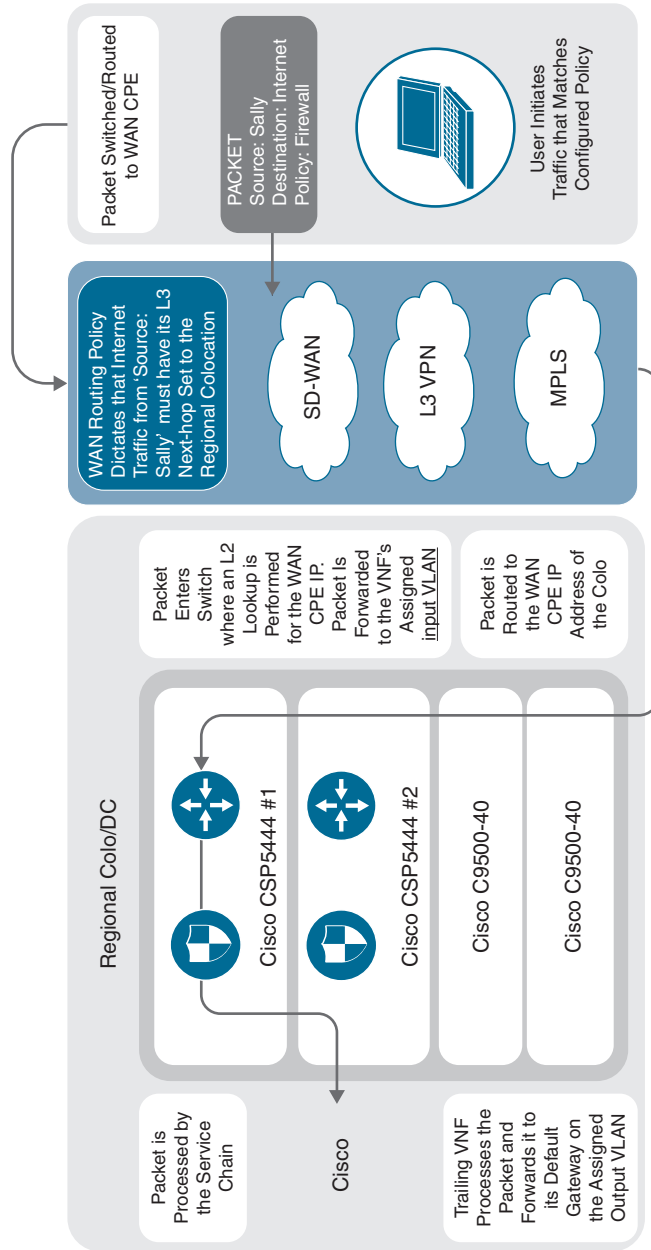 Regional Colo/DC
Packet is
Processed by
the Service
Chain
Cisco
Trailing VNF
Processes the
Packet and
Forwards it to
its Default
Gateway on
the Assigned
Output VLAN
Cisco CSP5444 #1
Cisco CSP5444 #2
Cisco C9500-40
Cisco C9500-40
Packet
Enters
Switch
where an L2
Lookup is
Performed
for the WAN
CPE IP.
Packet Is
Forwarded
to the VNF's
Assigned
input VLAN
Packet is
Routed to
the WAN
CPE IP
Address of
the Colo
WAN Routing Policy
Dictates that Internet
Traffic from ‘Source:
Sally’ must have its L3
Next-hop Set to the
Regional Colocation
SD-WAN
L3 VPN
MPLS
Packet Switched/Routed
to WAN CPE
PACKET
Source: Sally
Destination: Internet
Policy: Firewall
User Initiates
Traffic that Matches
Configured Policy